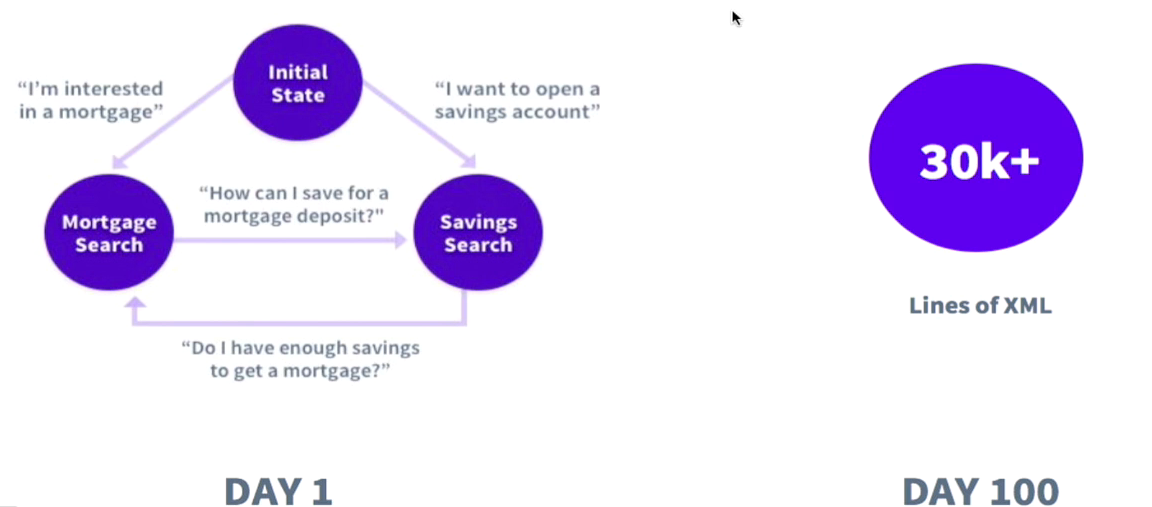 Initial
State
“I’m interested
in a mortgage”
“I want to open a
savings account”
Mortgage
Search
“How can I save for a
mortgage deposit?"
Savings
Search
“Do I have enough savings
to get a mortgage?”
DAY 1
30k+
Lines of XML
DAY 100